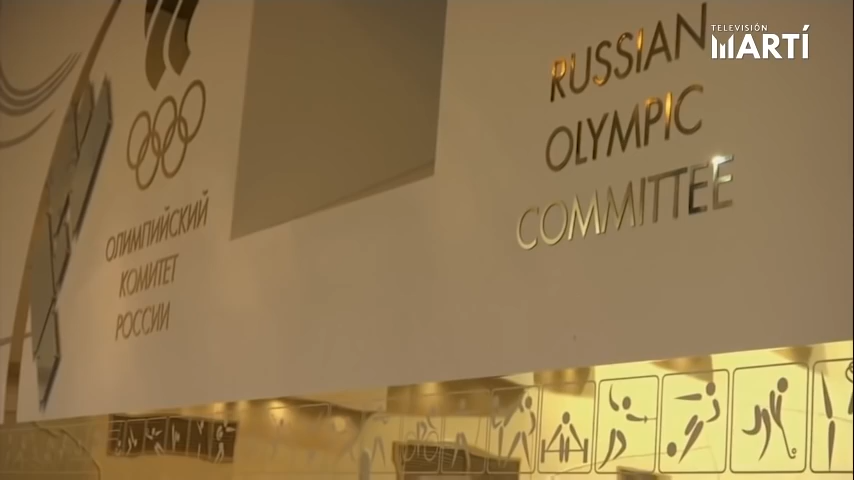 TELEVISIÓN
MARTÍ
RUSSIAN
OLYMPIC
COMMITTEE
ОЛИМПИЙСКИЙ
КОМИТЕТ
РОССИИ